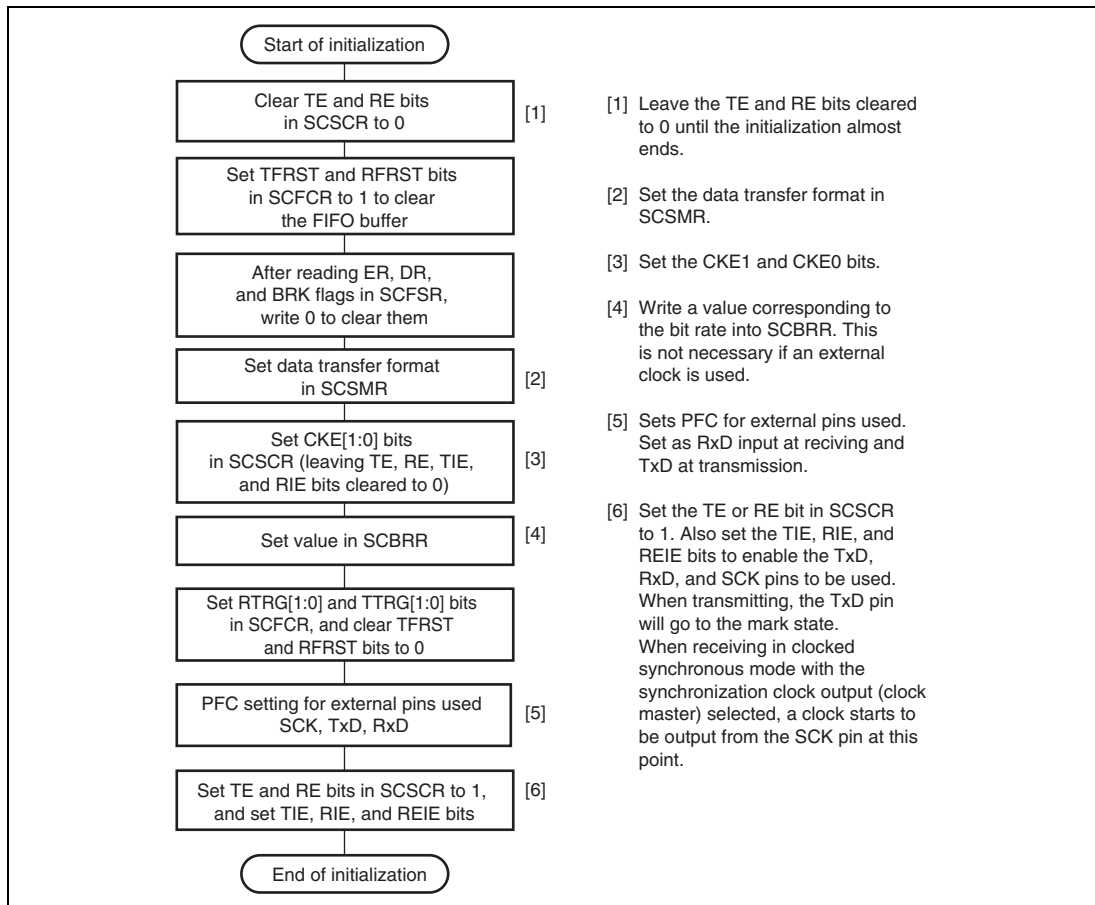 Start of initialization
Clear TE and RE bits
in SCSCR to 0
[1]
Set TFRST and RFRST bits
in SCFCR to 1 to clear
the FIFO buffer
After reading ER, DR,
and BRK flags in SCFSR,
write 0 to clear them
Set data transfer format
in SCSMR
[2]
Set CKE[1:0] bits
in SCSCR (leaving TE, RE, TIE,
and RIE bits cleared to 0)
[3]
Set value in SCBRR
[4]
Set RTRG[1:0] and TTRG[1:0] bits
in SCFCR, and clear TFRST
and RFRST bits to 0
PFC setting for external pins used
SCK, TxD, RxD
[5]
Set TE and RE bits in SCSCR to 1,
and set TIE, RIE, and REIE bits
[6]
End of initialization
[1] Leave the TE and RE bits cleared
to 0 until the initialization almost
ends.
[2] Set the data transfer format in
SCSMR.
[3] Set the CKE1 and CKE0 bits.
[4] Write a value corresponding to
the bit rate into SCBRR. This
is not necessary if an external
clock is used.
[5] Sets PFC for external pins used.
Set as RxD input at reciving and
TxD at transmission.
[6] Set the TE or RE bit in SCSCR
to 1. Also set the TIE, RIE, and
REIE bits to enable the TxD,
RxD, and SCK pins to be used.
When transmitting, the TxD pin
will go to the mark state.
When receiving in clocked
synchronous mode with the
synchronization clock output (clock
master) selected, a clock starts to
be output from the SCK pin at this
point.